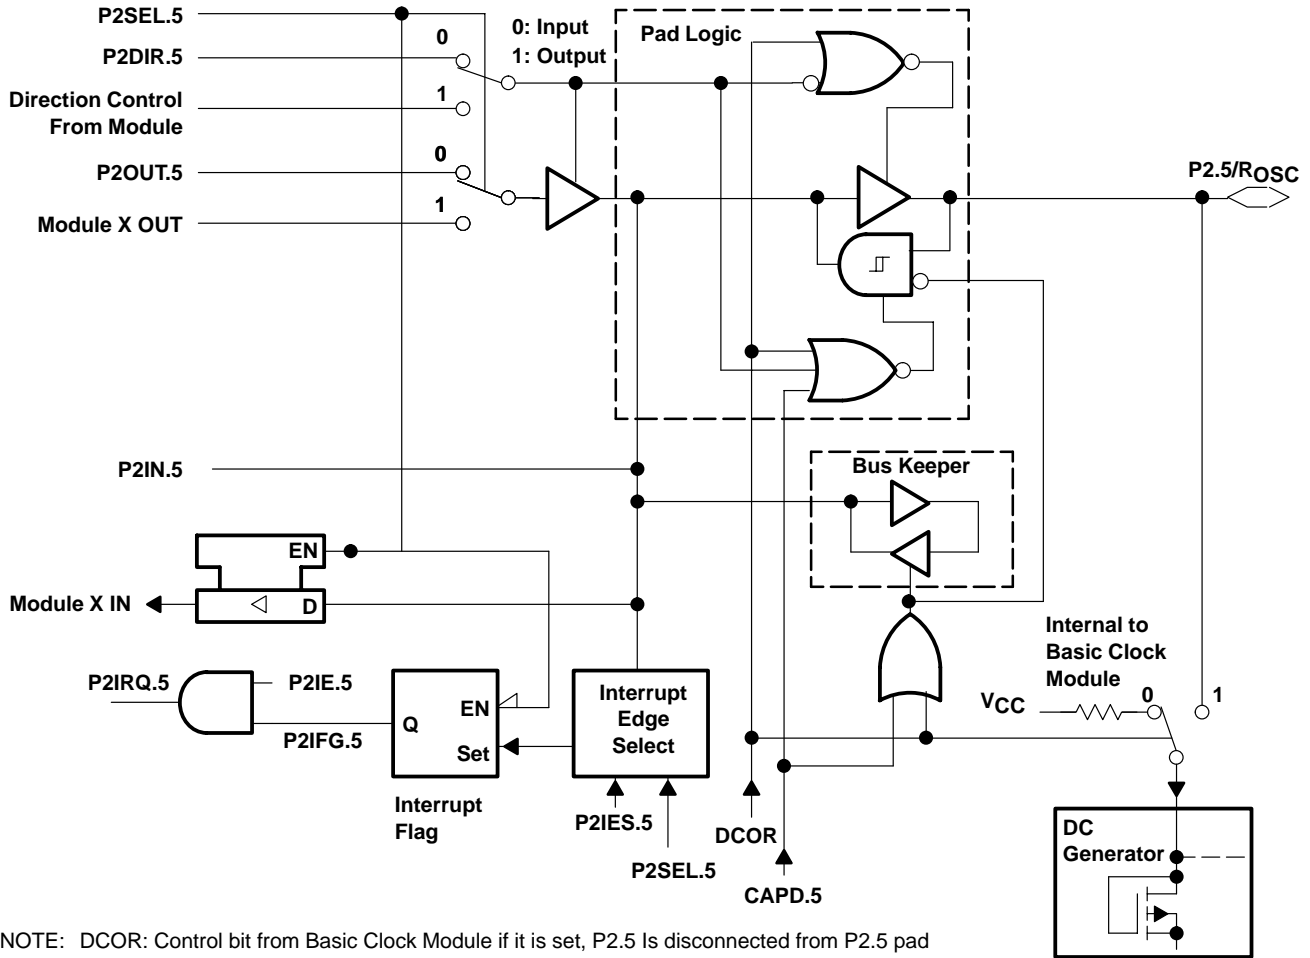 P2SEL.5
0
0: Input
1: Output
Pad Logic
P2DIR.5
1
Direction Control
From Module
0
P2OUT.5
P2.5/ROSC
1
Module X OUT
P2IN.5
Bus Keeper
EN
Module X IN
D
Internal to
Basic Clock
Module
P2IRQ.5
P2IE.5
Interrupt
Edge
Select
VCC
0
1
EN
Q
P2IFG.5
Set
Interrupt
Flag
P2IES.5
DCOR
P2SEL.5
CAPD.5
DC
Generator
NOTE: DCOR: Control bit from Basic Clock Module if it is set, P2.5 Is disconnected from P2.5 pad